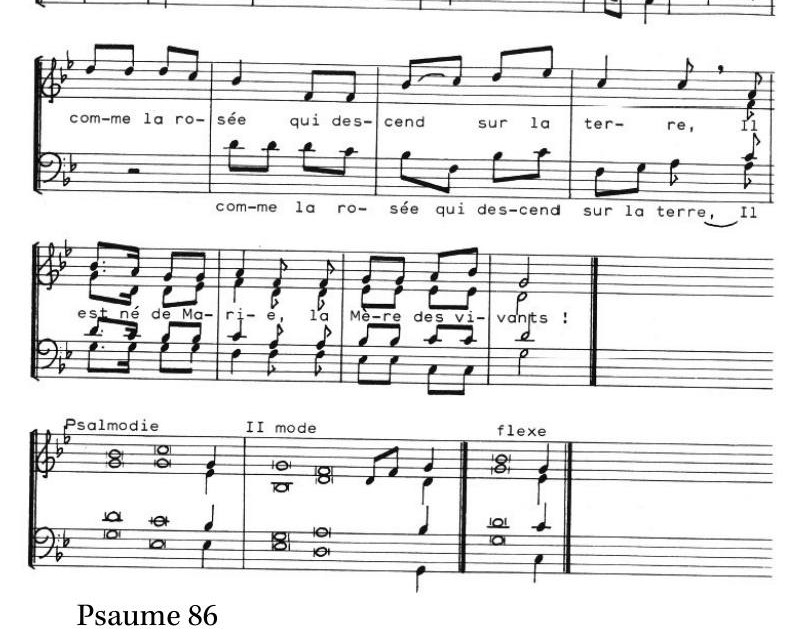 com-me la ro- sée qui des- cend sur la ter- re, Il
com-me la ro- sée qui des-cend sur la terre, Il
est né de Ma- ri- e, la Mè-re des vi- vants !
Psalmodie II mode flexe
Psaume 86